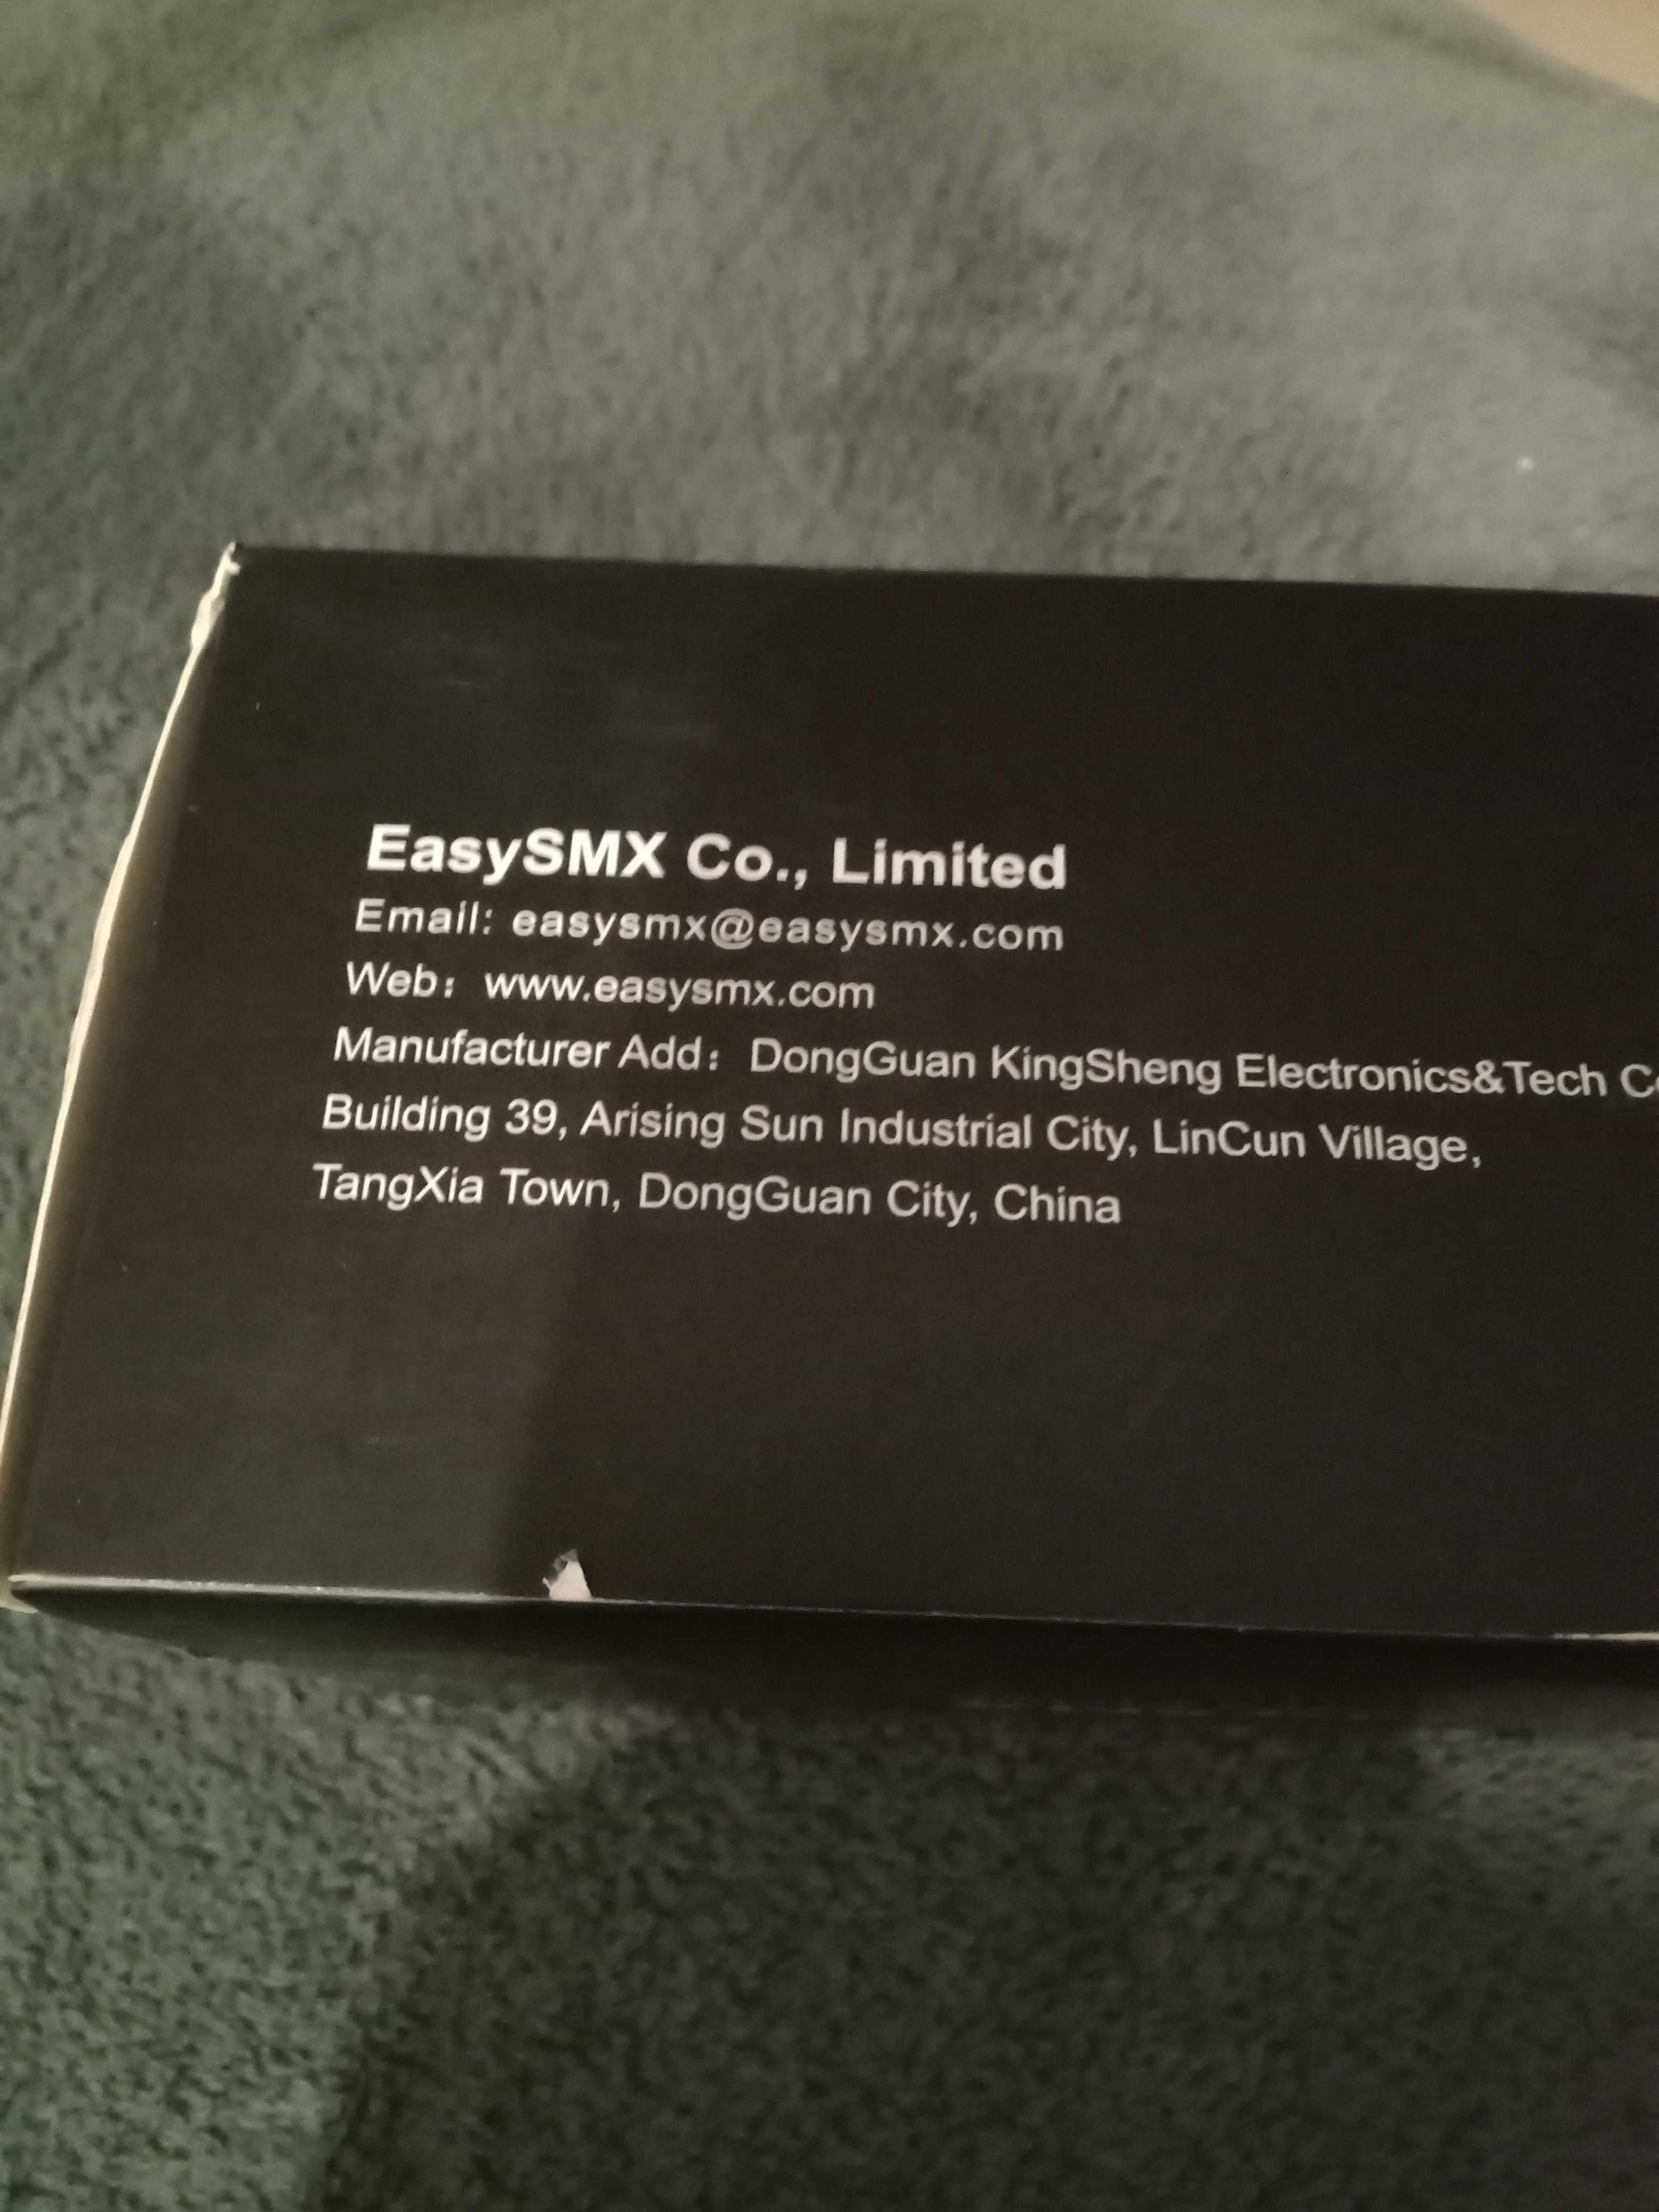 EasySMX Co., Limited
Email: easysmx@easysmx.com
Web： www.easysmx.com
Manufacturer Add： DongGuan KingSheng Electronics&Tech
Building 39, Arising Sun Industrial City, LinCun Village,
TangXia Town, DongGuan City, China